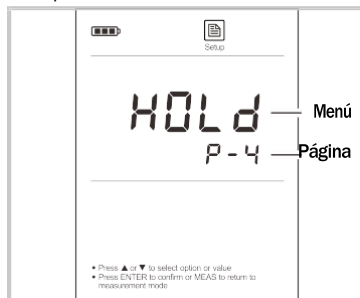 Setup
HOLd
Menú
P-4
Página
• Press ▲ or ▼ to select option or value
• Press ENTER to confirm or MEAS to return to
measurement mode